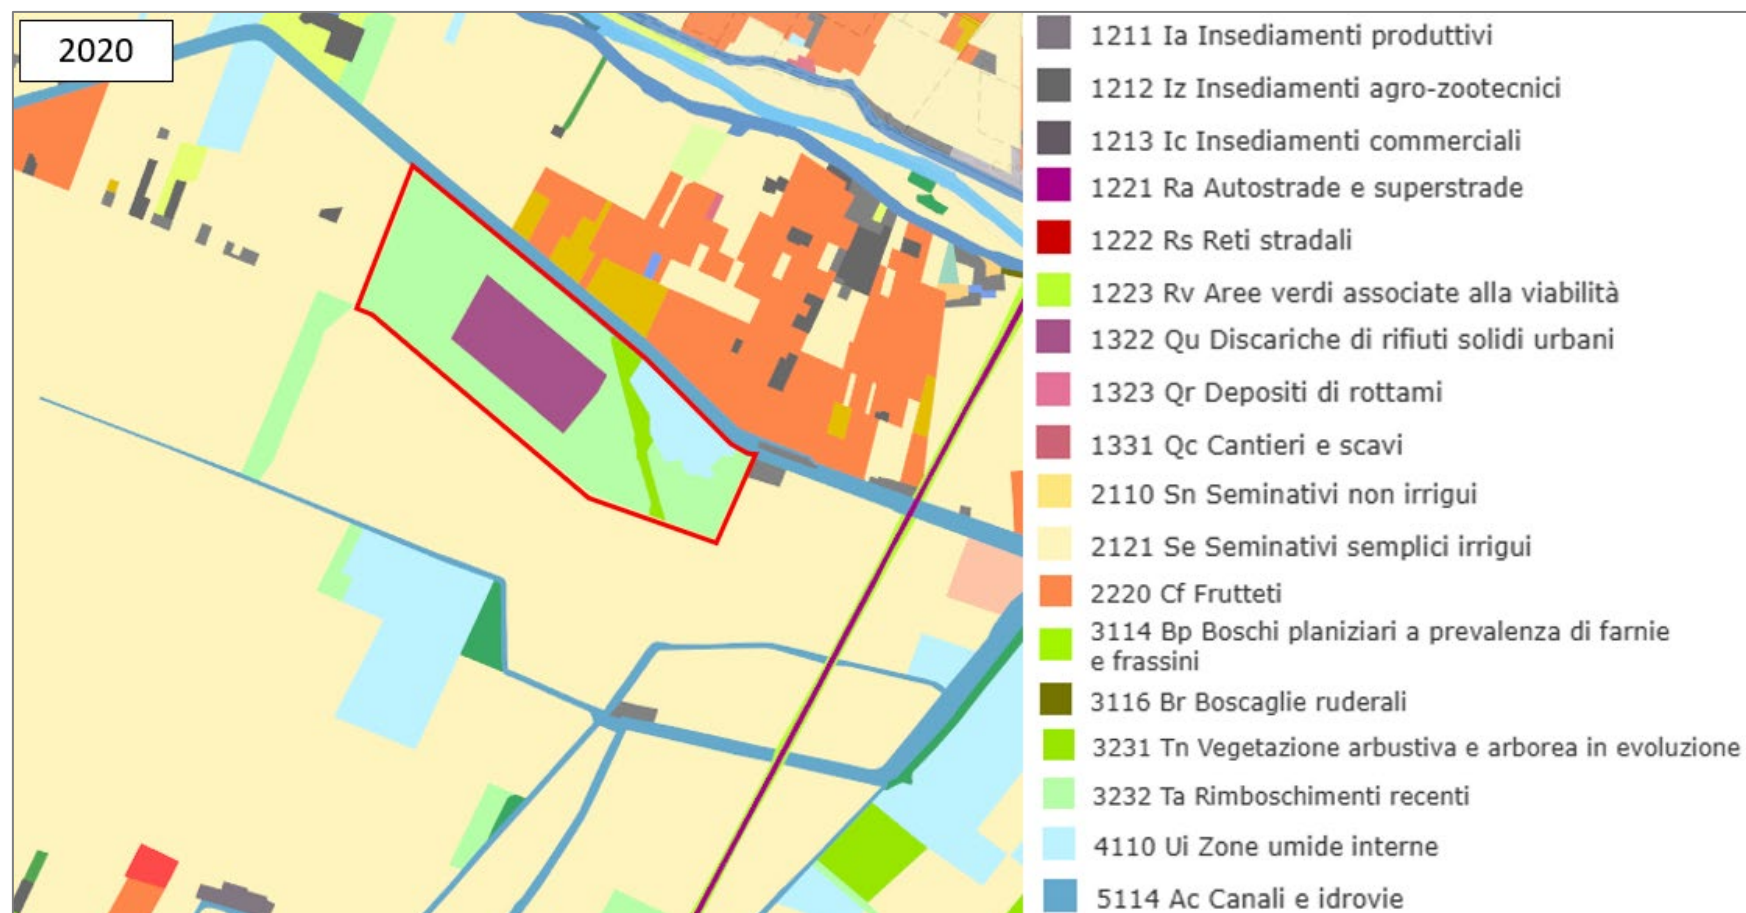 2020
1211 Ia Insediamenti produttivi
1212 Iz Insediamenti agro-zootecnici
1213 Ic Insediamenti commerciali
1221 Ra Autostrade e superstrade
1222 Rs Reti stradali
1223 Rv Aree verdi associate alla viabilità
1322 Qu Discariche di rifiuti solidi urbani
1323 Qr Depositi di rottami
1331 Qc Cantieri e scavi
2110 Sn Seminativi non irrigui
2121 Se Seminativi semplici irrigui
2220 Cf Frutteti
3114 Bp Boschi planiziari a prevalenza di farnie
e frassini
3116 Br Boscaglie ruderali
3231 Tn Vegetazione arbustiva e arborea in evoluzione
3232 Ta Rimboschimenti recenti
4110 Ui Zone umide interne
5114 Ac Canali e idrovie